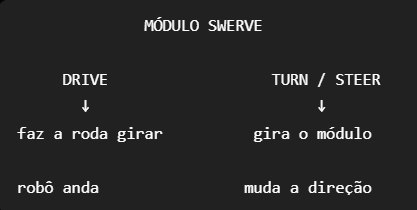 MÓDULO SWERVE
DRIVE TURN / STEER
↓ ↓
faz a roda girar gira o módulo
robô anda muda a direção